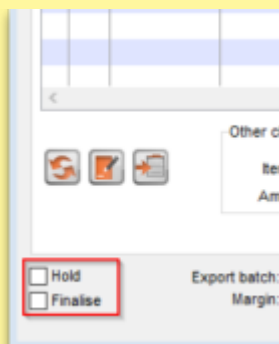 Other c
Ite
Am
Hold
Export batch:
Finalise
Margin: